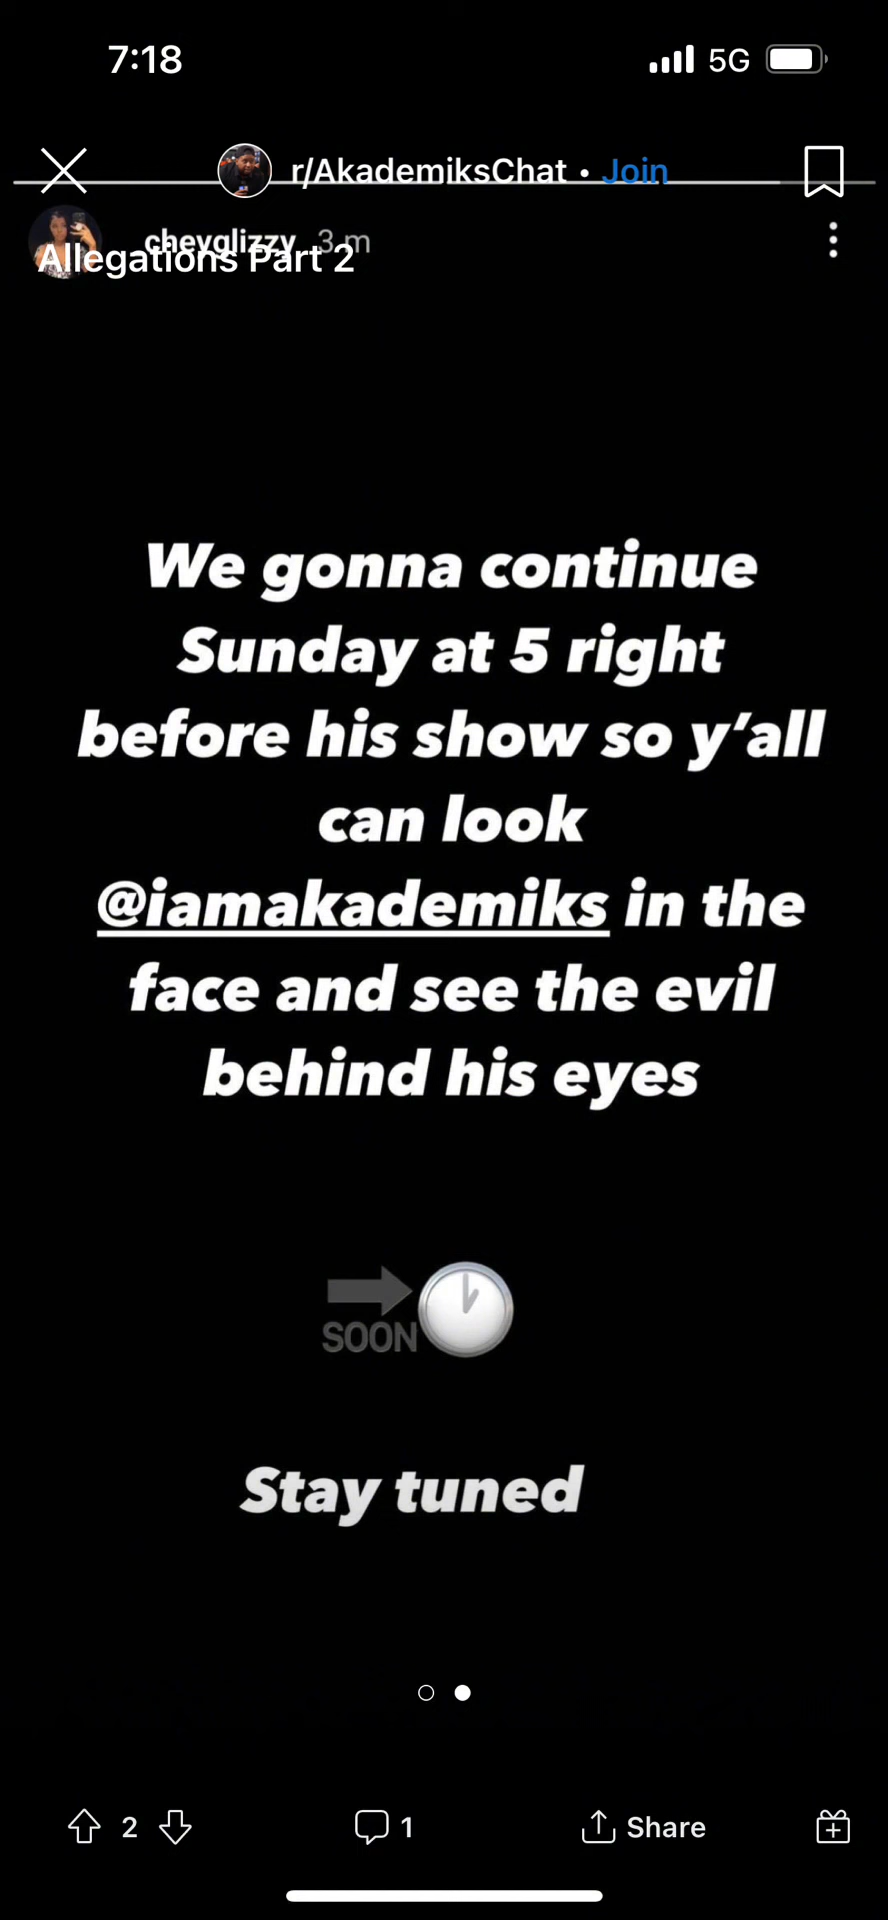 7:18
5G
r/AkademiksChat • Join
cheyglizzy 3 m
Allegations Part 2
We gonna continue
Sunday at 5 right
before his show so y’all
can look
@iamakademiks in the
face and see the evil
behind his eyes
SOON
Stay tuned
2
1
Share